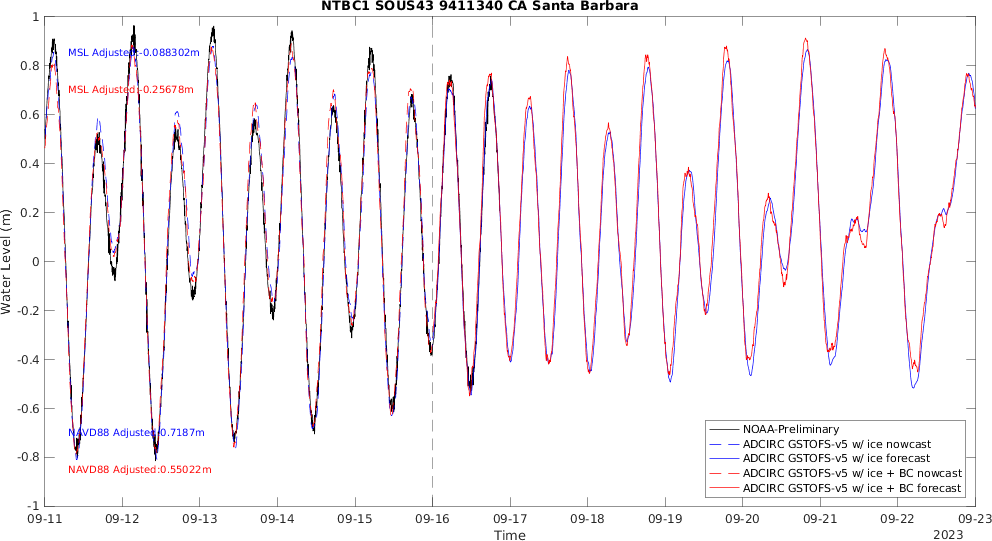 NTBC1 SOUS43 9411340 CA Santa Barbara
Water Level (m)
1
0.8
0.6
0.4
0.2
0
-0.2
-0.4
-0.6
-0.8
-1
MSL Adjusted:-0.088302m
MSL Adjusted:-0.25678m
NAVD88 Adjusted:0.7187m
NAVD88 Adjusted:0.55022m
NOAA-Preliminary
ADCIRC GSTOFS-v5 w/ ice nowcast
ADCIRC GSTOFS-v5 w/ ice forecast
ADCIRC GSTOFS-v5 w/ ice + BC nowcast
ADCIRC GSTOFS-v5 w/ ice + BC forecast
09-11 09-12 09-13 09-14 09-15 09-16 09-17 09-18 09-19 09-20 09-21 09-22 09-23
Time
2023